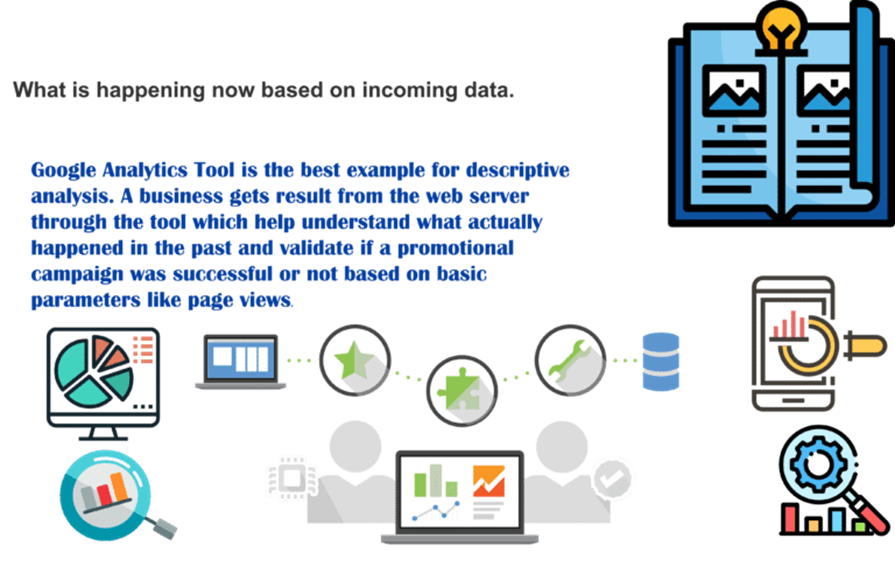 What is happening now based on incoming data.
Google Analytics Tool is the best example for descriptive
analysis. A business gets result from the web server
through the tool which help understand what actually
happened in the past and validate if a promotional
campaign was successful or not based on basic
parameters like page views.